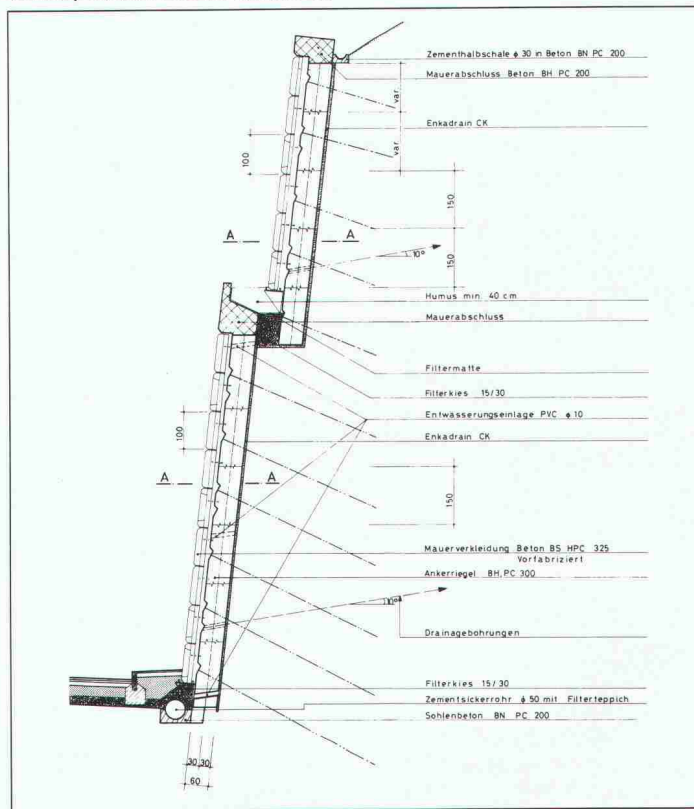 Zementhalbschale ɸ 30 in Beton BN PC 200
Mauerabschluss Beton BH PC 200
var.
Enkadrain CK
var.
100
150
A
A
10°
150
Humus min. 40 cm
Mauerabschluss
Filtermatte
Filterkies 15/30
Entwässerungseinlage PVC ɸ 10
100
Enkadrain CK
A
A
150
Mauerverkleidung Beton BS HPC 325
Vorfabriziert
Ankerriegel BH, PC 300
10°
Drainagebohrungen
Filterkies 15/30
Zementsickerrohr ɸ 50 mit Filterteppich
Sohlenbeton BN PC 200
30 30
60